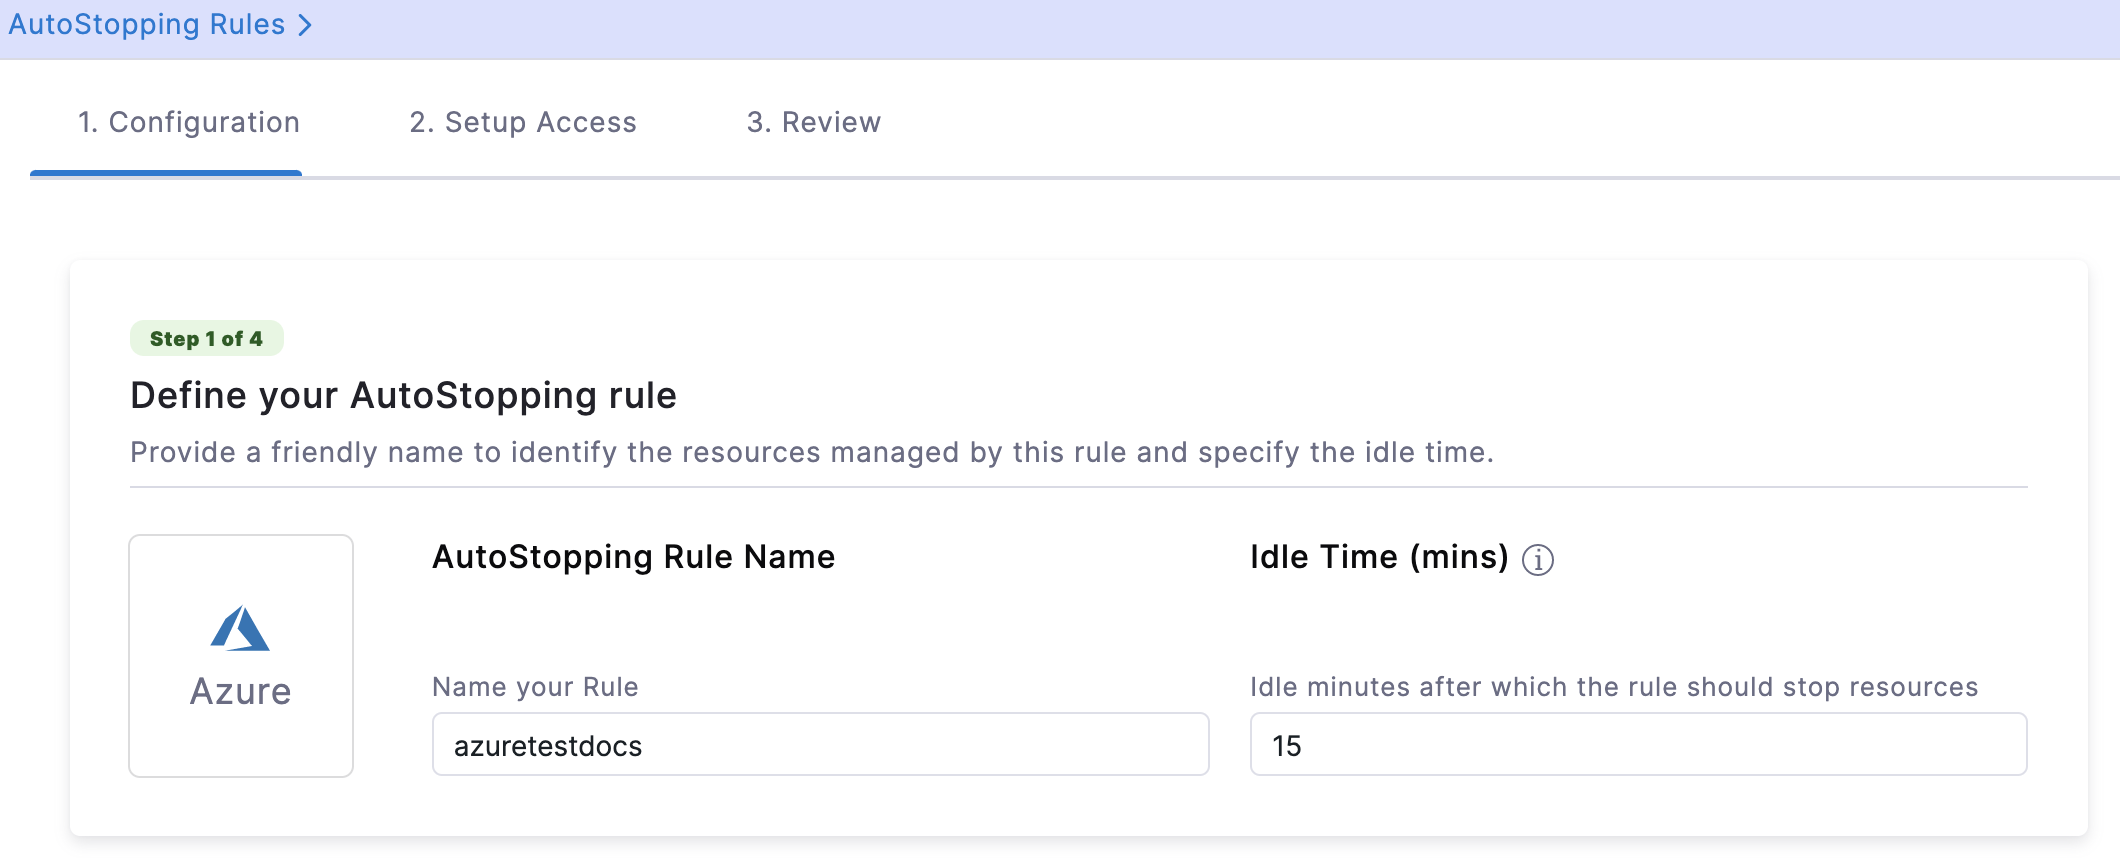 AutoStopping Rules
1. Configuration
2. Setup Access
3. Review
Step 1 of 4
Define your AutoStopping rule
Provide a friendly name to identify the resources managed by this rule and specify the idle time.
Azure
AutoStopping Rule Name
Name your Rule
azuretestdocs
Idle Time (mins)
Idle minutes after which the rule should stop resources
15